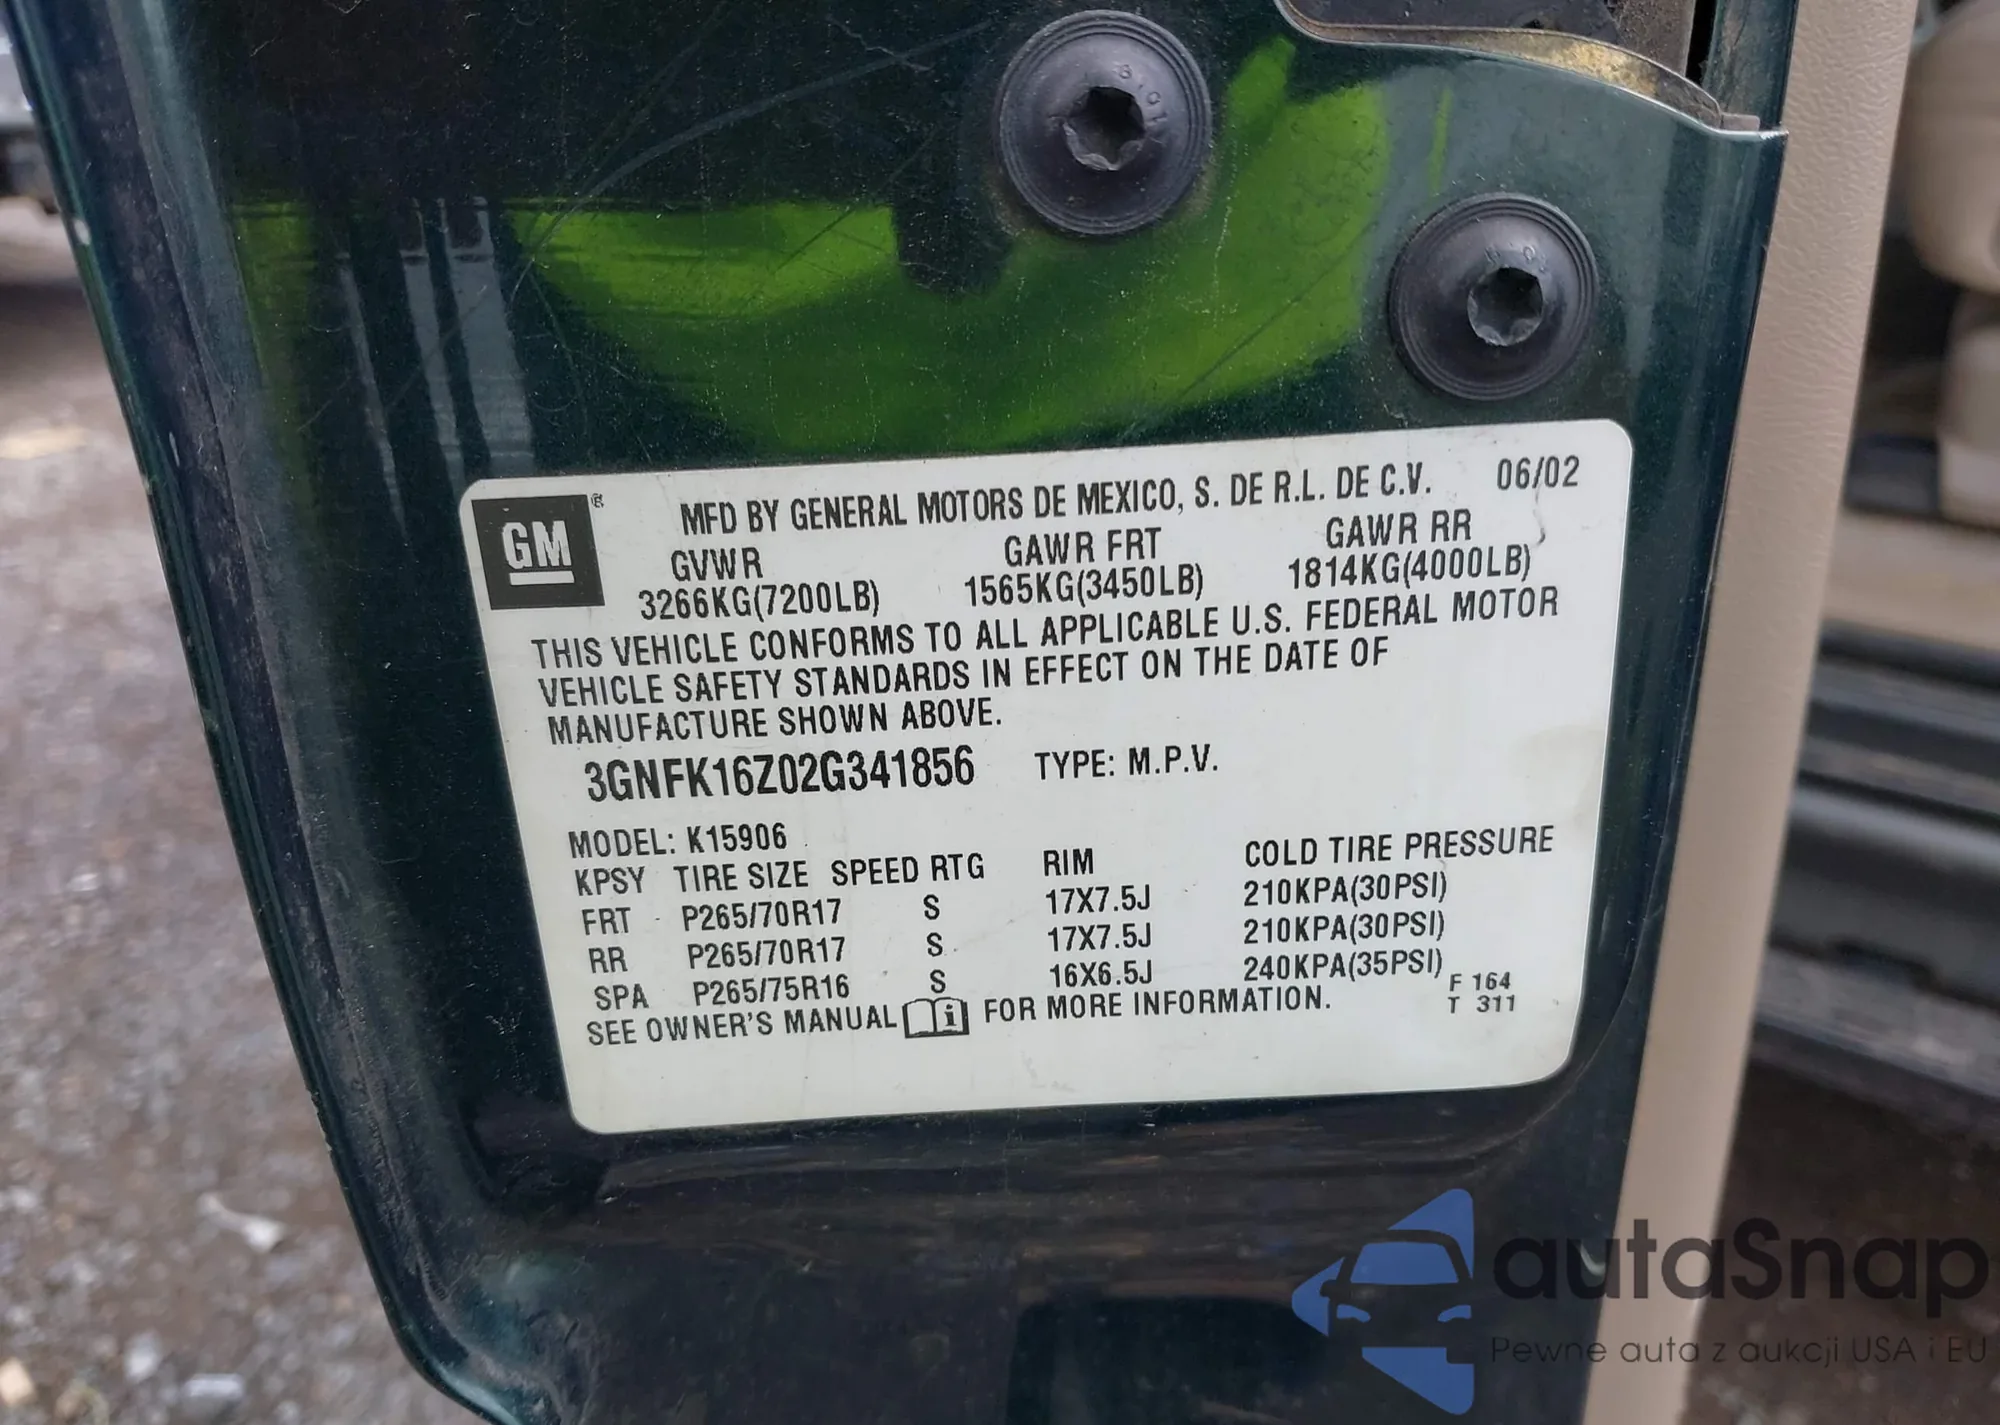 GM ® MFD BY GENERAL MOTORS DE MEXICO, S. DE R.L. DE C.V. 06/02
GVWR GAWR FRT GAWR RR
3266KG(7200LB) 1565KG(3450LB) 1814KG(4000LB)
THIS VEHICLE CONFORMS TO ALL APPLICABLE U.S. FEDERAL MOTOR
VEHICLE SAFETY STANDARDS IN EFFECT ON THE DATE OF
MANUFACTURE SHOWN ABOVE.
3GNFK16Z02G341856 TYPE: M.P.V.
MODEL: K15906
KPSY TIRE SIZE SPEED RTG RIM COLD TIRE PRESSURE
FRT P265/70R17 S 17X7.5J 210KPA(30PSI)
RR P265/70R17 S 17X7.5J 210KPA(30PSI)
SPA P265/75R16 S 16X6.5J 240KPA(35PSI)
SEE OWNER'S MANUAL i FOR MORE INFORMATION.
F 164
T 311
autaSnap
Pewne auta z aukcji USA i EU